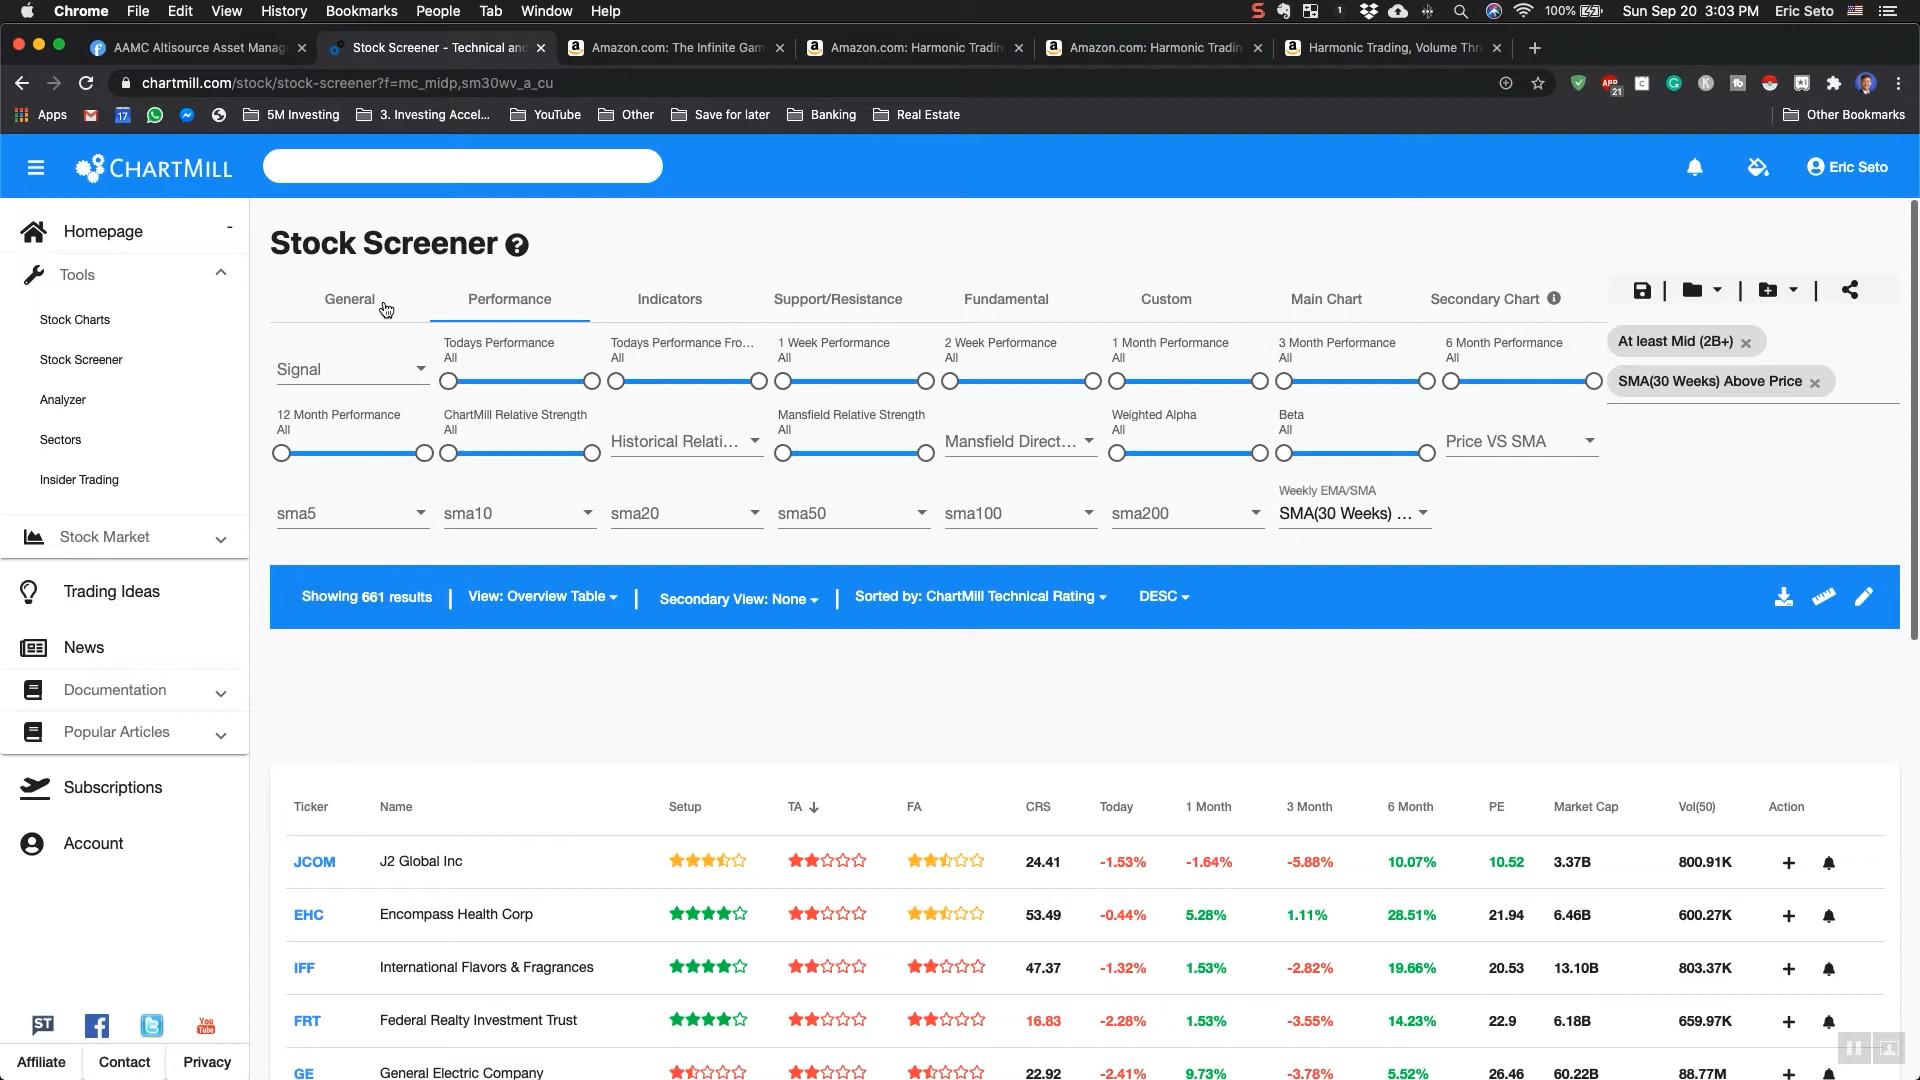 Chrome File Edit View History Bookmarks People Tab Window Help 1 100% Sun Sep 20 3:03 PM Eric Seto
AAMC Altisource Asset Manag Stock Screener - Technical and Amazon.com: The Infinite Gam Amazon.com: Harmonic Tradin Amazon.com: Harmonic Tradin Harmonic Trading, Volume Thr
chartmill.com/stock/stock-screener?f=mc_midp,sm30wv_a_cu ABP 21
Apps 17 5M Investing 3. Investing Accel... YouTube Other Save for later Banking Real Estate Other Bookmarks
CHARTMILL Eric Seto
Homepage -
Tools
Stock Charts
Stock Screener
Analyzer
Sectors
Insider Trading
Stock Market
Trading Ideas
News
Documentation
Popular Articles
Subscriptions
Account
ST You Tube
Affiliate Contact Privacy
Stock Screener ?
General Performance Indicators Support/Resistance Fundamental Custom Main Chart Secondary Chart
At least Mid (2B+)
SMA(30 Weeks) Above Price
Signal
Todays Performance Todays Performance Fro... 1 Week Performance 2 Week Performance 1 Month Performance 3 Month Performance 6 Month Performance
All All All All All All All
12 Month Performance ChartMill Relative Strength Mansfield Relative Strength Weighted Alpha Beta
All All All All All
Historical Relati... Mansfield Direct... Price VS SMA
Weekly EMA/SMA
sma5 sma10 sma20 sma50 sma100 sma200 SMA(30 Weeks) ...
Showing 661 results | View: Overview Table | Secondary View: None | Sorted by: ChartMill Technical Rating DESC
Ticker Name Setup TA FA CRS Today 1 Month 3 Month 6 Month PE Market Cap Vol(50) Action
JCOM J2 Global Inc 24.41 -1.53% -1.64% -5.88% 10.07% 10.52 3.37B 800.91K +
EHC Encompass Health Corp 53.49 -0.44% 5.28% 1.11% 28.51% 21.94 6.46B 600.27K +
IFF International Flavors & Fragrances 47.37 -1.32% 1.53% -2.82% 19.66% 20.53 13.10B 803.37K +
FRT Federal Realty Investment Trust 16.83 -2.28% 1.53% -3.55% 14.23% 22.9 6.18B 659.97K +
GE General Electric Company 22.92 -2.41% 9.73% -3.78% 5.52% 26.46 60.22B 88.77M +